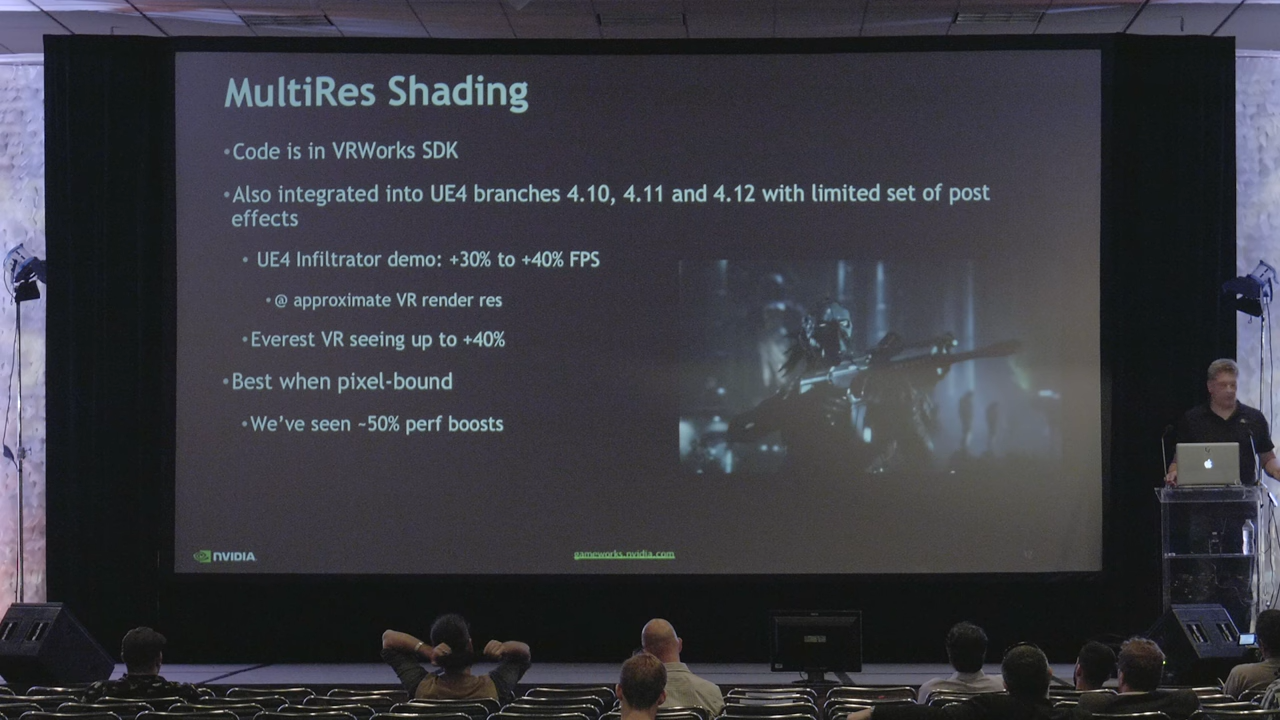 MultiRes Shading
•Code is in VRWorks SDK
•Also integrated into UE4 branches 4.10, 4.11 and 4.12 with limited set of post
effects
• UE4 Infiltrator demo: +30% to +40% FPS
•@ approximate VR render res
•Everest VR seeing up to +40%
•Best when pixel-bound
•We've seen ~50% perf boosts
NVIDIA
gameworks.nvidia.com